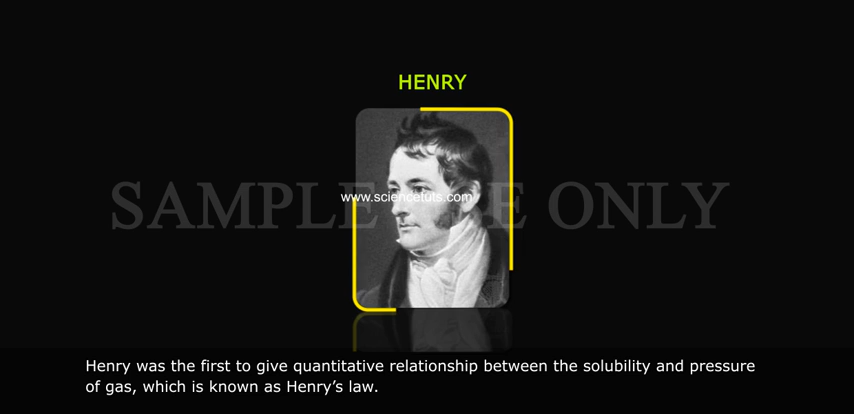 HENRY
SAMPLE ONLY
www.sciencetuts.com
Henry was the first to give quantitative relationship between the solubility and pressure
of gas, which is known as Henry’s law.